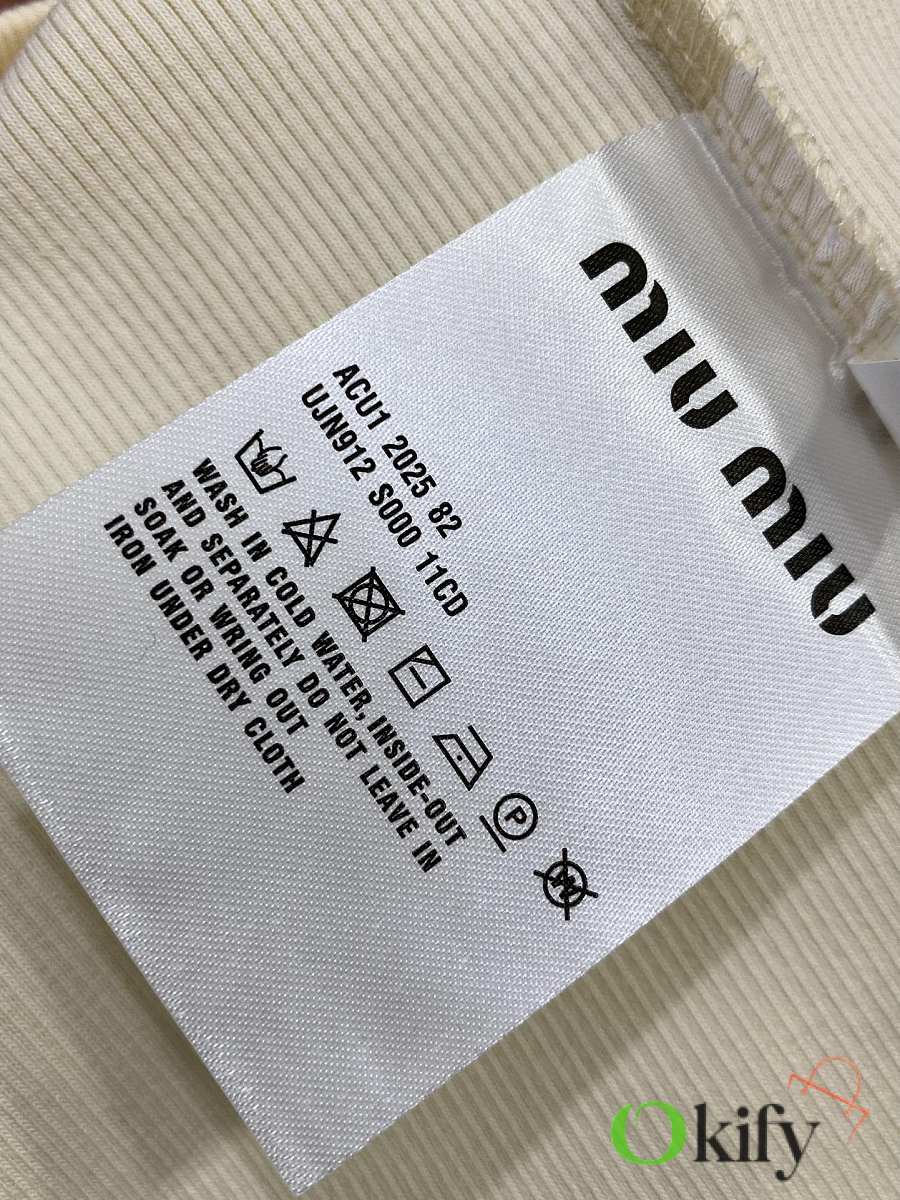 miu miu
ACU1 2025 82
UJN912 S000 11CD
P
W
WASH IN COLD WATER, INSIDE-OUT
AND SEPARATELY DO NOT LEAVE IN
SOAK OR WRING OUT
IRON UNDER DRY CLOTH
Okify